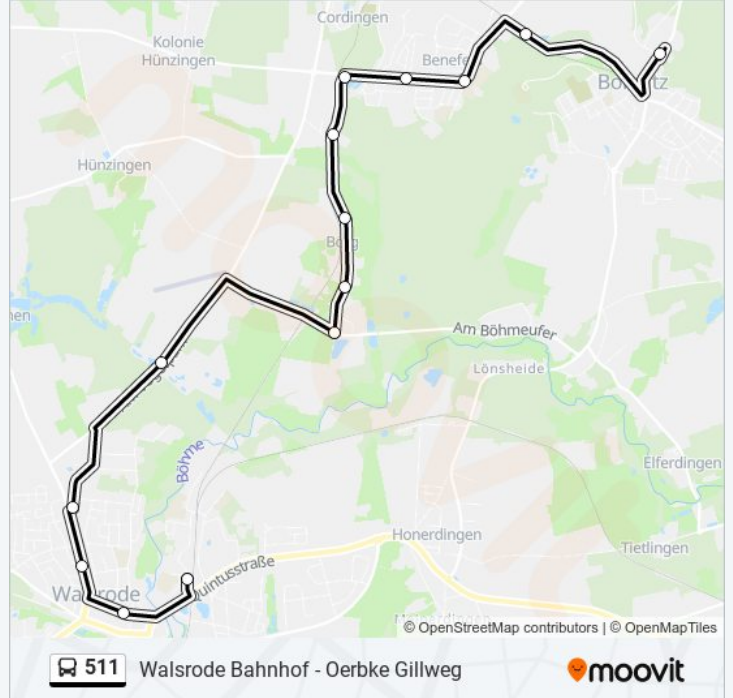 Cordingen
Kolonie
Hünzingen
Benefe
Hünzingen
Am Böhmeufer
Lönsheide
Böhme
Elferdingen
Honerdingen
Quintusstraße
Tietlingen
© OpenStreetMap contributors | © OpenMapTiles
511 Walsrode Bahnhof - Oerbke Gillweg
moovit